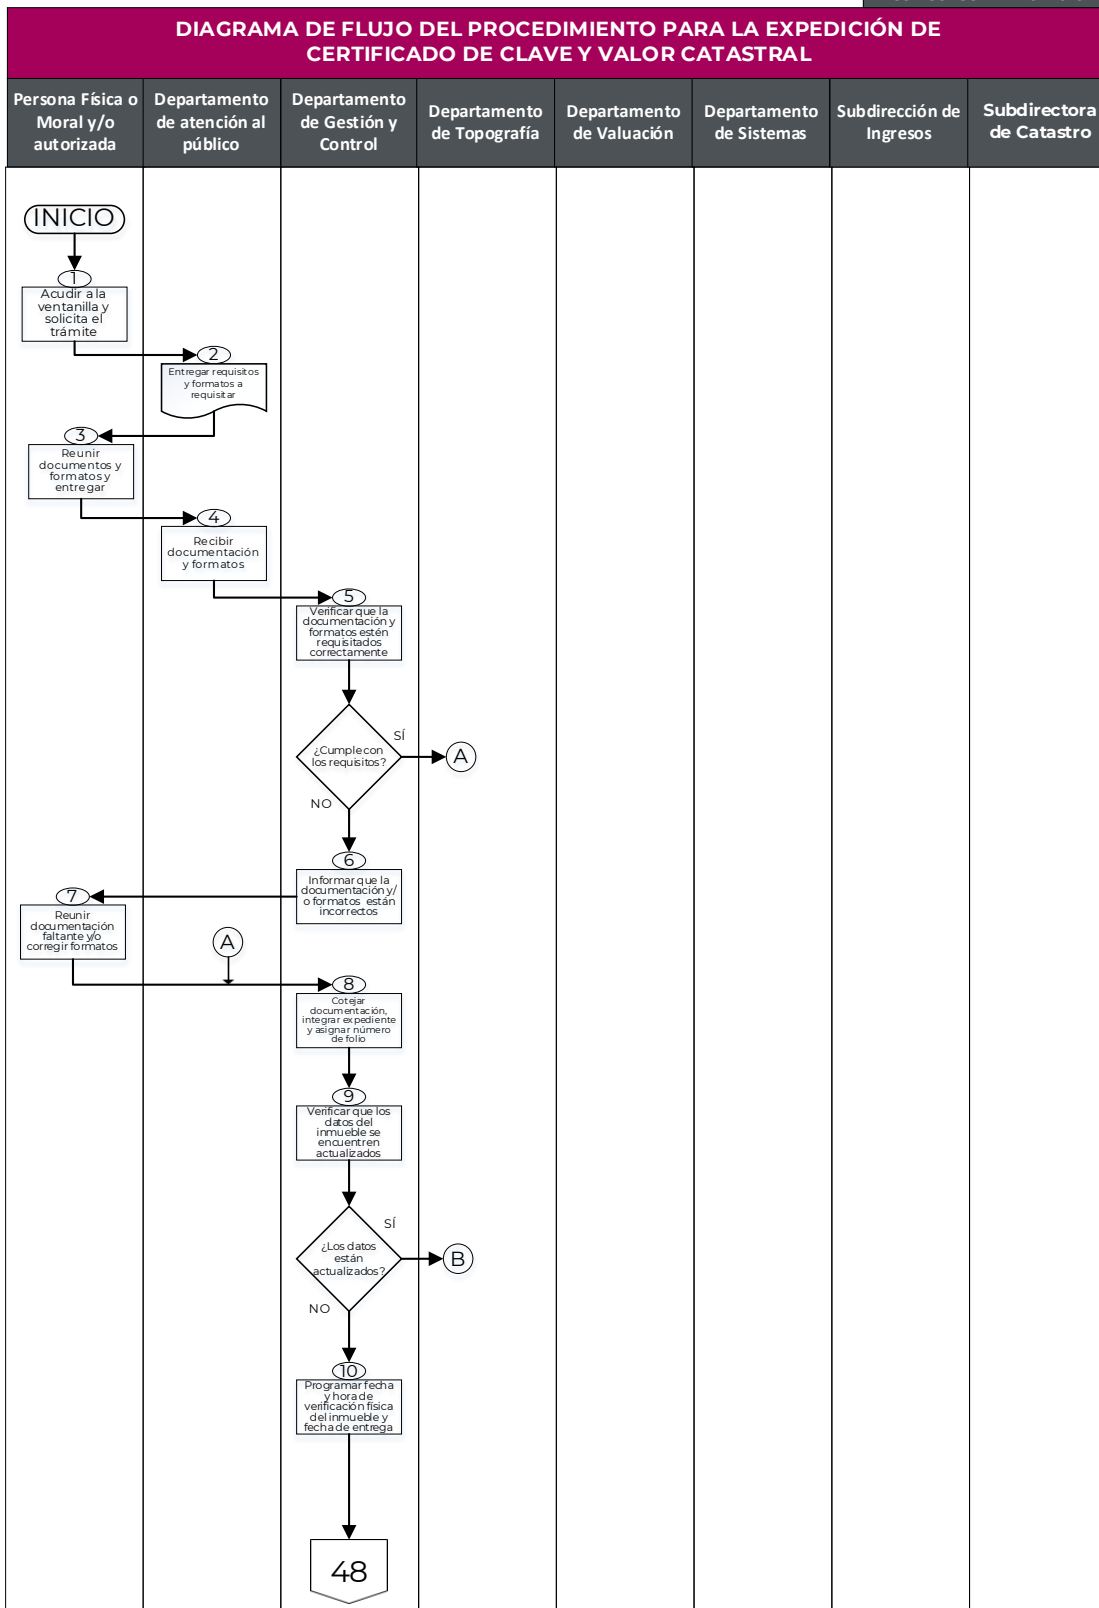 DIAGRAMA DE FLUJO DEL PROCEDIMIENTO PARA LA EXPEDICIÓN DE
CERTIFICADO DE CLAVE Y VALOR CATASTRAL
Persona Física o
Moral y/o
autorizada
Departamento
de atención al
público
Departamento
de Gestión y
Control
Departamento
de Topografía
Departamento
de Valuación
Departamento
de Sistemas
Subdirección de
Ingresos
Subdirectora
de Catastro
INICIO
1
Acudir a la
ventanilla y
solicita el
trámite
2
Entregar requisitos
y formatos a
requisitar
3
Reunir
documentos y
formatos y
entregar
4
Recibir
documentación
y formatos
5
Verificar que la
documentación y
formatos estén
requisitados
correctamente
¿Cumple con
los requisitos?
SÍ
A
NO
6
Informar que la
documentación y/
o formatos están
incorrectos
7
Reunir
documentación
faltante y/o
corregir formatos
A
8
Cotejar
documentación,
integrar expediente
y asignar número
de folio
9
Verificar que los
datos del
inmueble se
encuentren
actualizados
¿Los datos
están
actualizados?
SÍ
B
NO
10
Programar fecha
y hora de
verificación física
del inmueble y
fecha de entrega
48